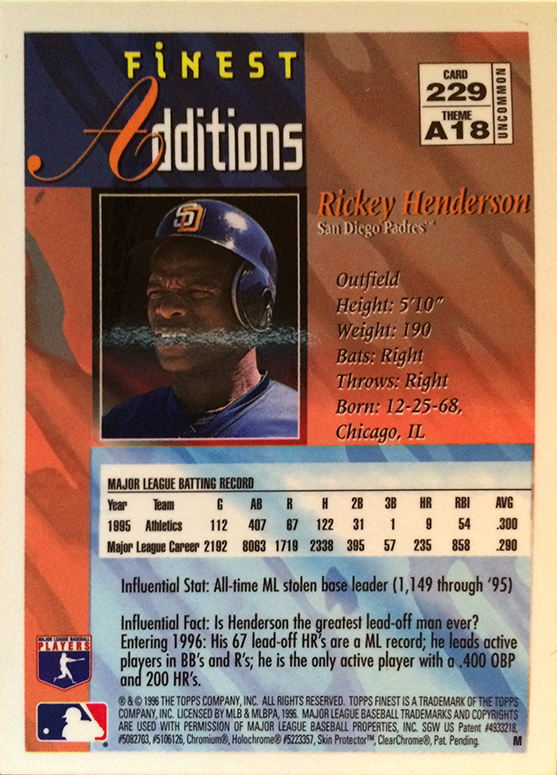 FINEST
Additions
CARD
229
THEME
A18
UNCOMMON
Rickey Henderson
San Diego Padres™
SD
Outfield
Height: 5'10"
Weight: 190
Bats: Right
Throws: Right
Born: 12-25-68,
Chicago, IL
MAJOR LEAGUE BATTING RECORD
Year Team G AB R H 2B 3B HR RBI AVG
1995 Athletics 112 407 67 122 31 1 9 54 .300
Major League Career 2192 8063 1719 2338 395 57 235 858 .290
Influential Stat: All-time ML stolen base leader (1,149 through '95)
Influential Fact: Is Henderson the greatest lead-off man ever?
Entering 1996: His 67 lead-off HR's are a ML record; he leads active
players in BB's and R's; he is the only active player with a .400 OBP
and 200 HR's.
MAJOR LEAGUE BASEBALL
PLAYERS
® & © 1996 THE TOPPS COMPANY, INC. ALL RIGHTS RESERVED. TOPPS FINEST IS A TRADEMARK OF THE TOPPS
COMPANY, INC. LICENSED BY MLB & MLBPA, 1996. MAJOR LEAGUE BASEBALL TRADEMARKS AND COPYRIGHTS
ARE USED WITH PERMISSION OF MAJOR LEAGUE BASEBALL PROPERTIES, INC. SGW US Patent #4933218,
#5082703, #5106126, Chromium®, Holochrome® #5223357, Skin Protector™, ClearChrome®, Pat. Pending.
M